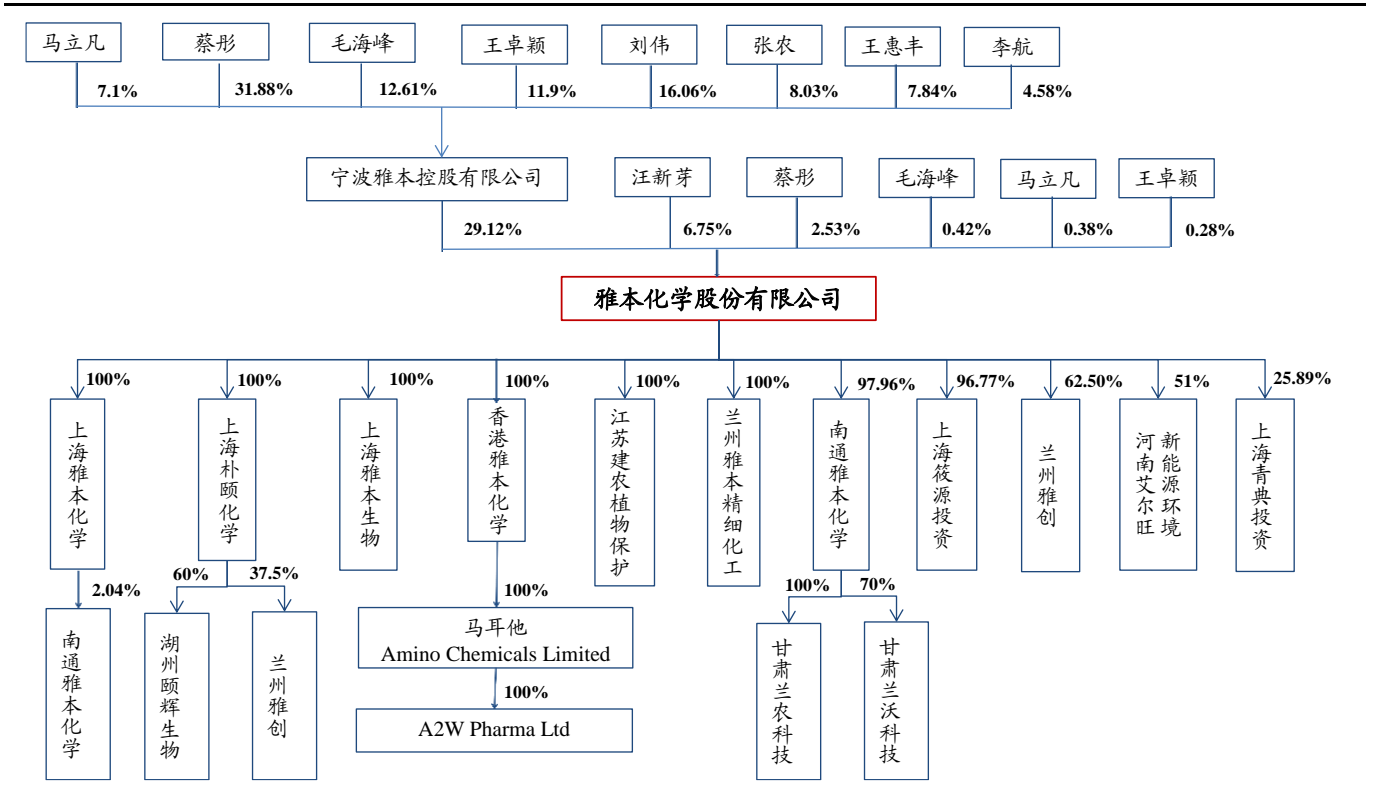 马立凡
蔡彤
毛海峰
王卓颖
刘伟
张农
王惠丰
李航
7.1%
31.88%
12.61%
11.9%
16.06%
8.03%
7.84%
4.58%
宁波雅本控股有限公司
汪新芽
蔡彤
毛海峰
马立凡
王卓颖
29.12%
6.75%
2.53%
0.42%
0.38%
0.28%
雅本化学股份有限公司
100%
100%
100%
100%
100%
100%
97.96%
96.77%
62.50%
51%
25.89%
上海雅本化学
上海朴颐化学
上海雅本生物
香港雅本化学
江苏建农植物保护
兰州雅本精细化工
南通雅本化学
上海筱源投资
兰州雅创
河南艾尔旺
新能源环境
上海青典投资
2.04%
60%
37.5%
100%
100%
70%
南通雅本化学
湖州颐辉生物
兰州雅创
马耳他
Amino Chemicals Limited
100%
A2W Pharma Ltd
甘肃兰农科技
甘肃兰沃科技